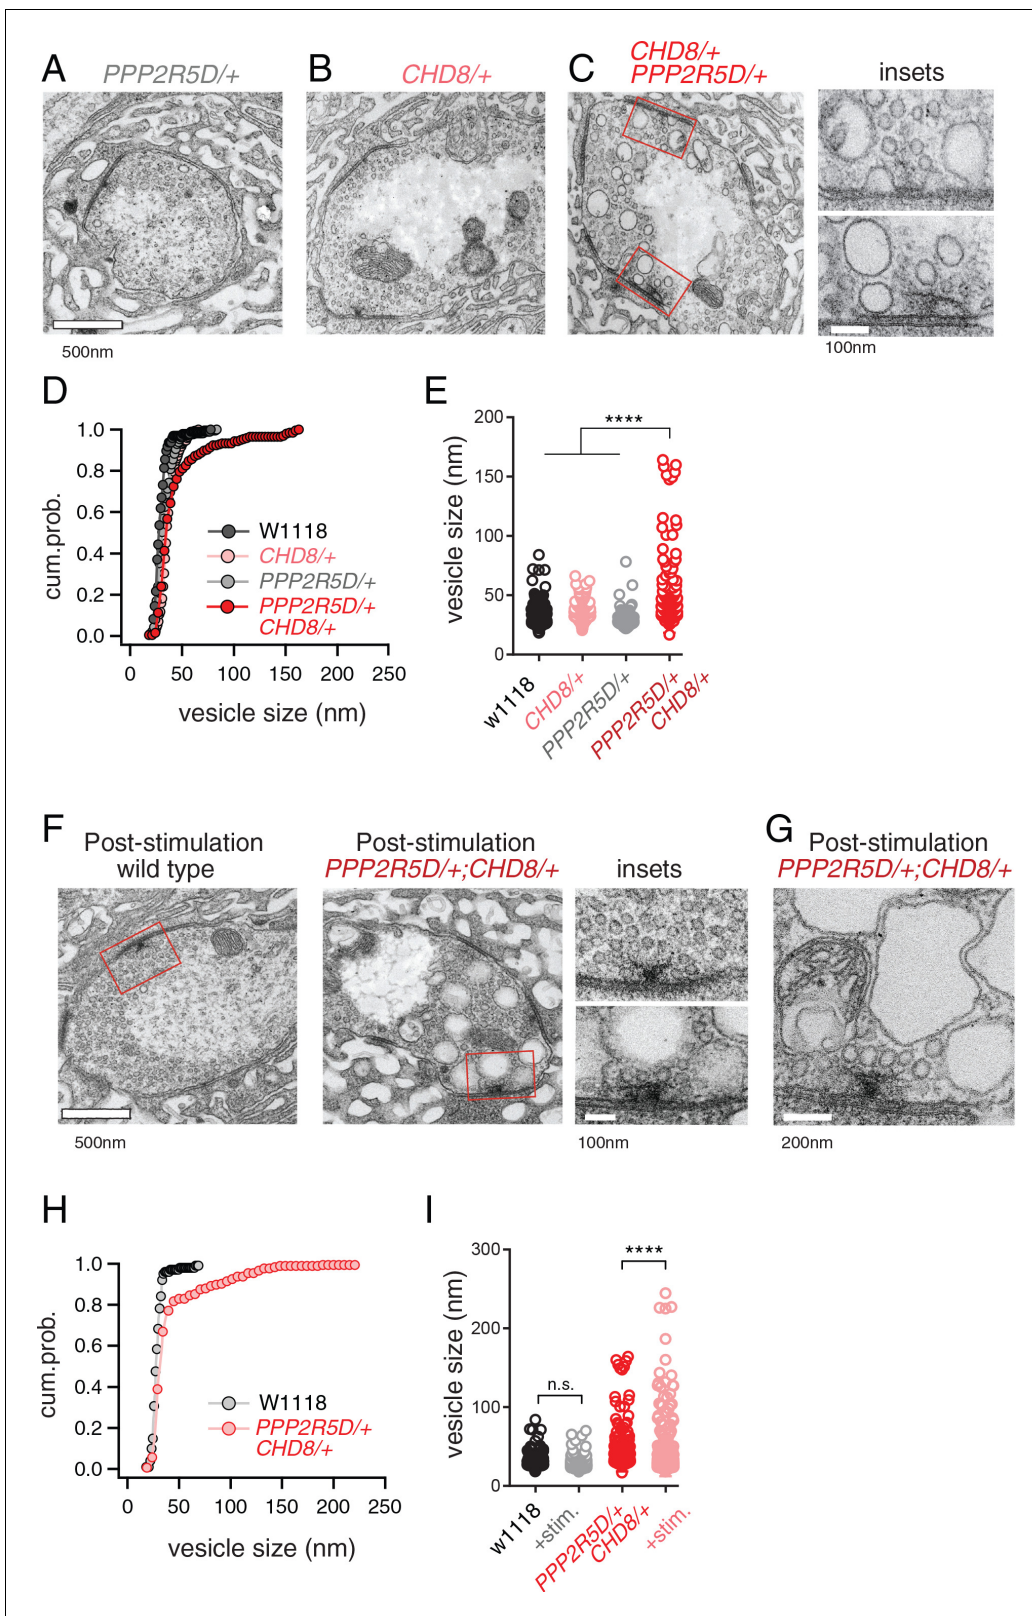 A
PPP2R5D/+
B
CHD8/+
C
CHD8/+
PPP2R5D/+
insets
500nm
100nm
D
1.0
0.8
0.6
0.4
0.2
0.0
cum.prob.
W1118
CHD8/+
PPP2R5D/+
PPP2R5D/+
CHD8/+
0 50 100 150 200 250
vesicle size (nm)
E
200
150
100
50
0
vesicle size (nm)
****
w1118
CHD8/+
PPP2R5D/+
PPP2R5D/+
CHD8/+
F
Post-stimulation
wild type
Post-stimulation
PPP2R5D/+;CHD8/+
insets
500nm
100nm
G
Post-stimulation
PPP2R5D/+;CHD8/+
200nm
H
1.0
0.8
0.6
0.4
0.2
0.0
cum.prob.
W1118
PPP2R5D/+
CHD8/+
0 50 100 150 200 250
vesicle size (nm)
I
300
200
100
0
vesicle size (nm)
n.s.
****
w1118
+stim.
PPP2R5D/+
CHD8/+
+stim.